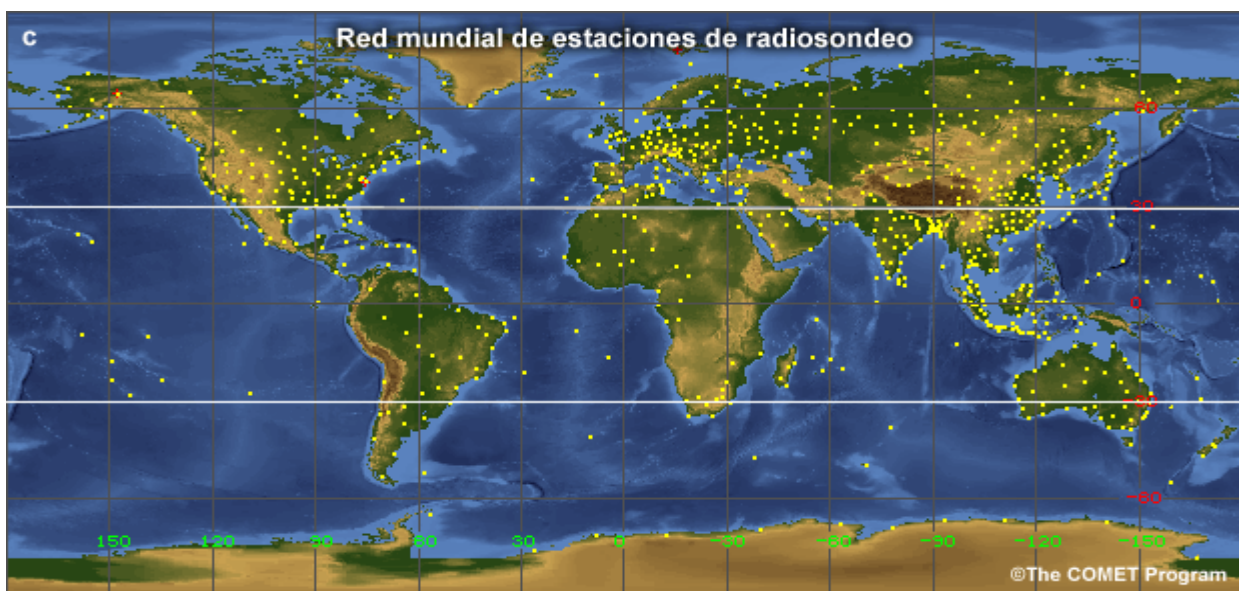 c
Red mundial de estaciones de radiosondeo
60
30
0
-30
-60
150 120 90 60 30 0 -30 -60 -90 -120 -150
©The COMET Program